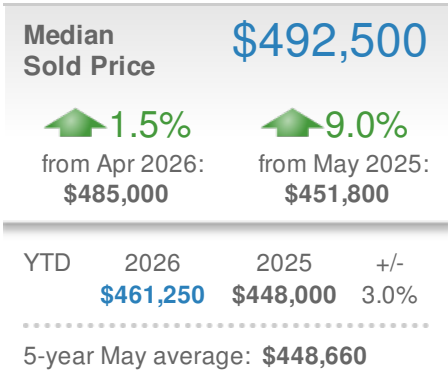 Median $492,500
Sold Price
1.5% 9.0%
from Apr 2026: from May 2025:
$485,000 $451,800
YTD 2026 2025 +/-
$461,250 $448,000 3.0%
5-year May average: $448,660